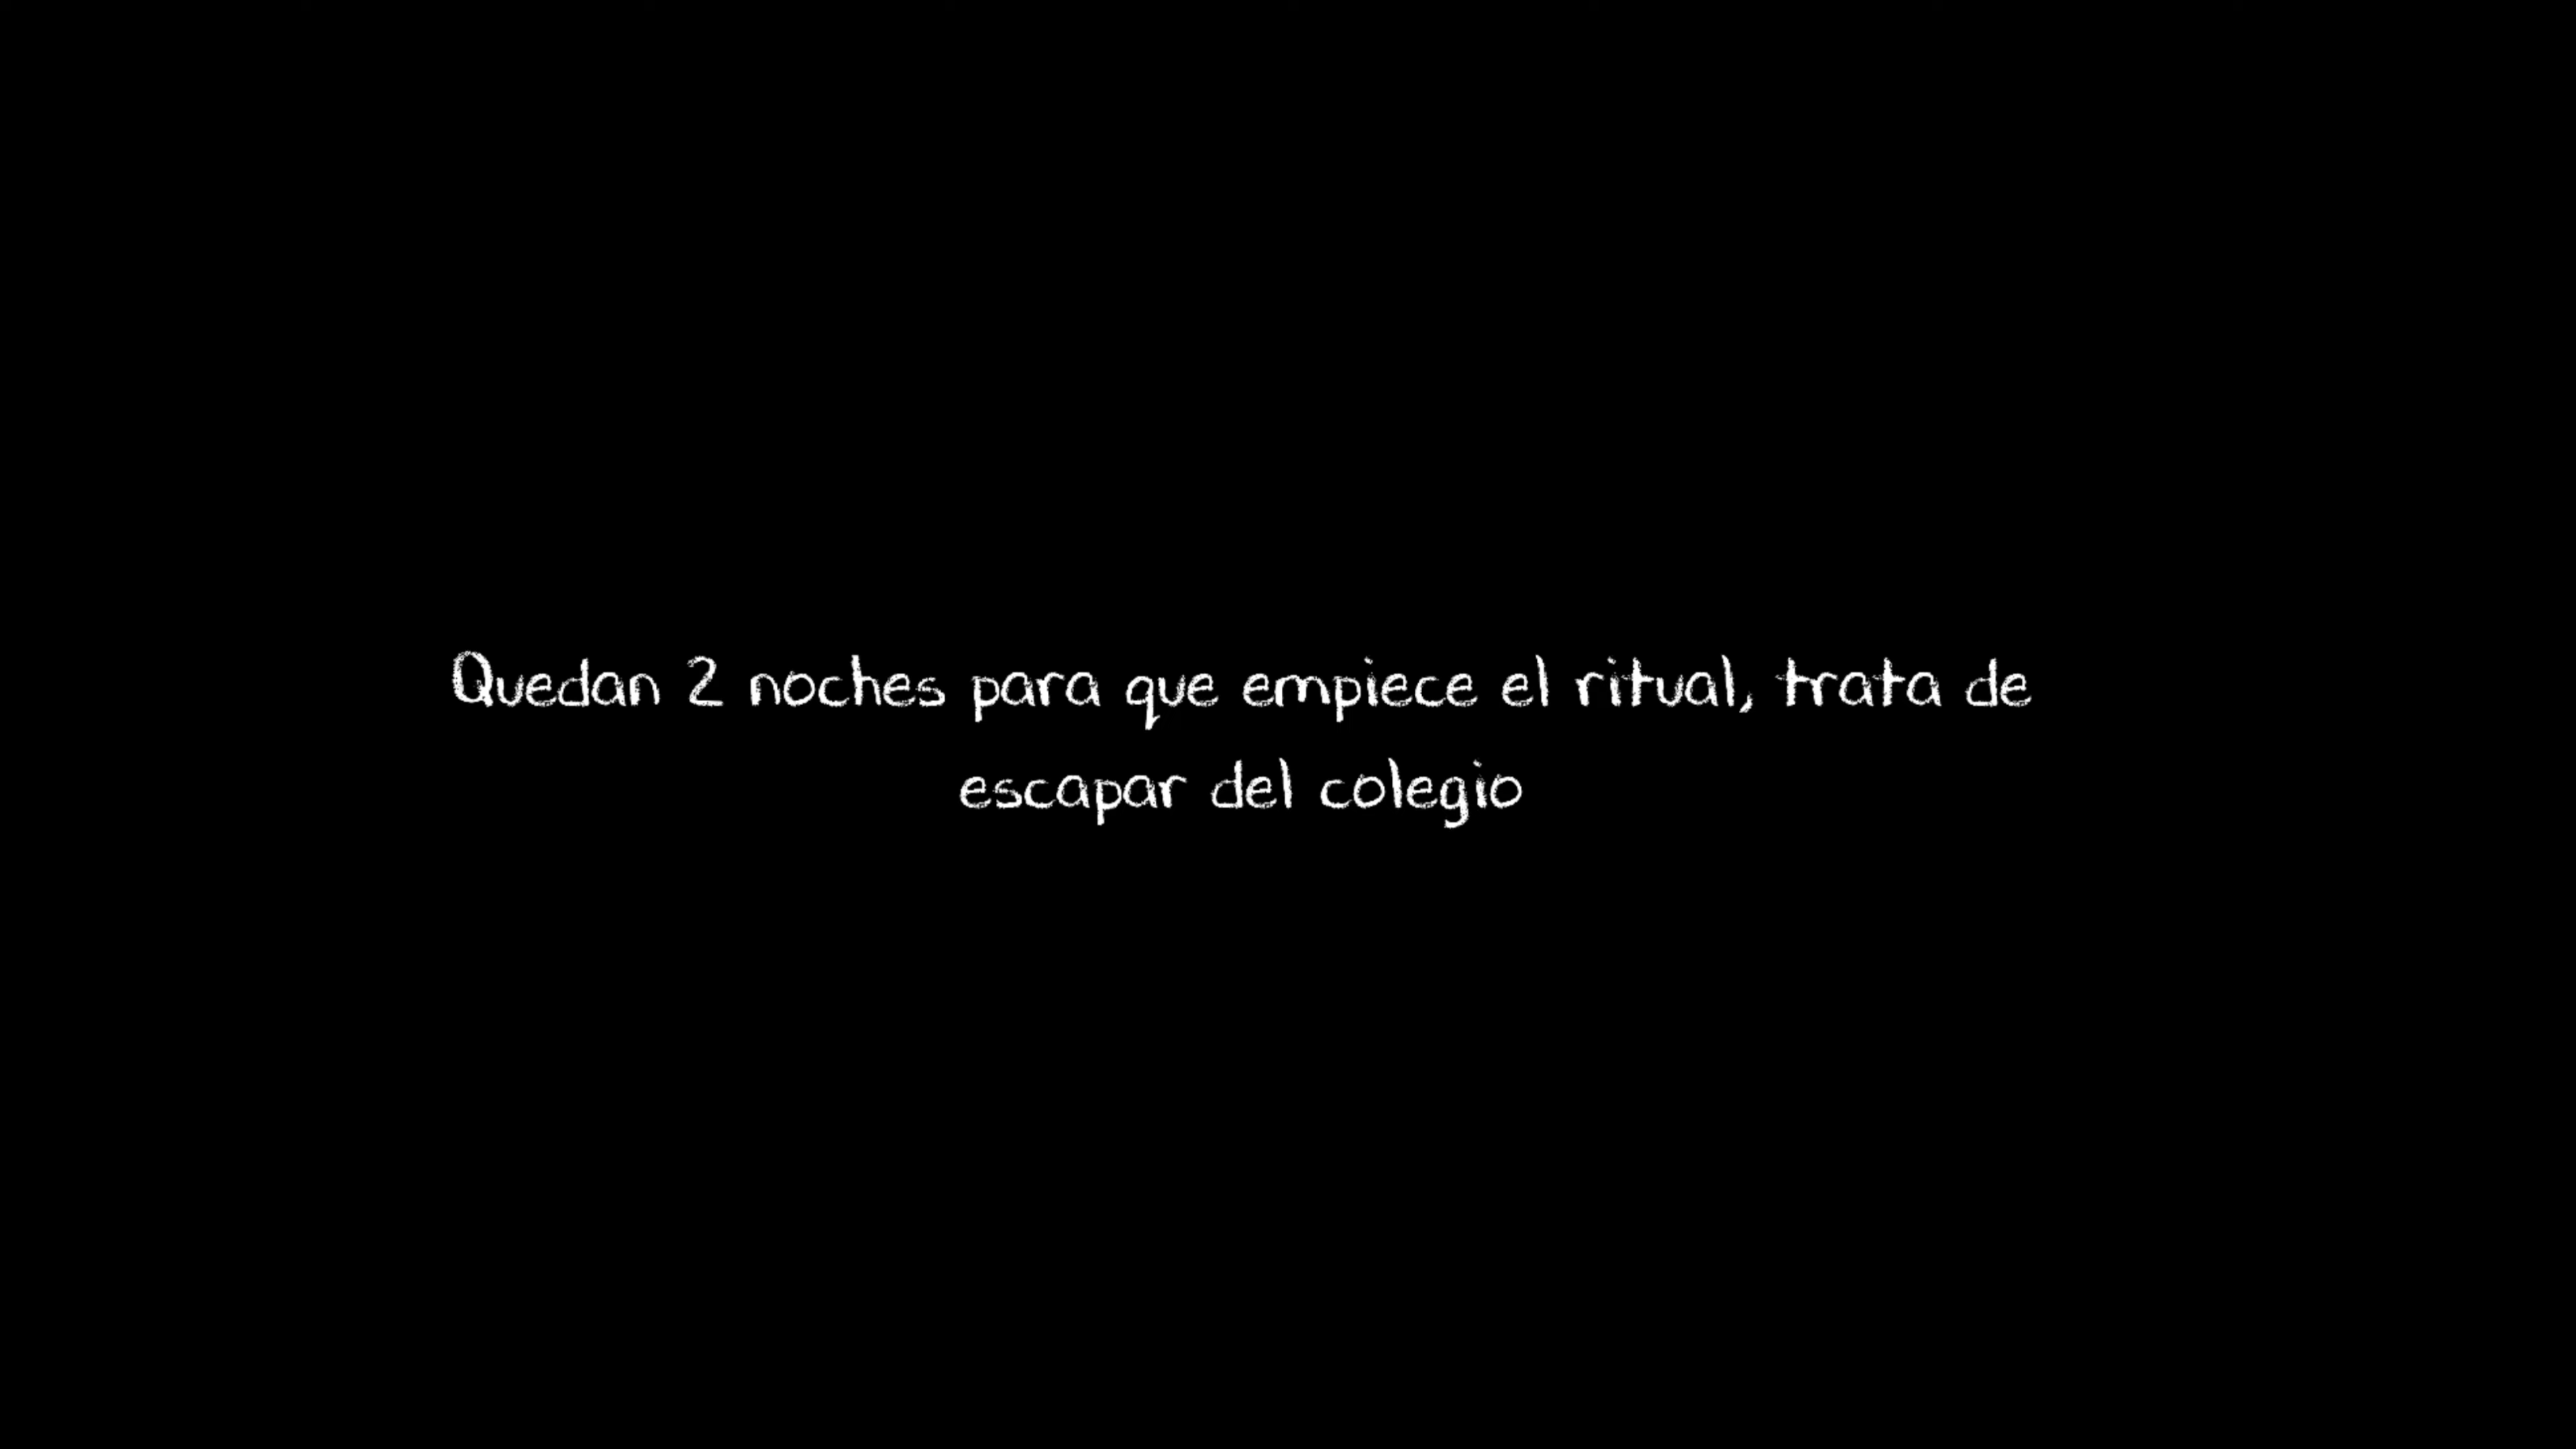 Quedan 2 noches para que empiece el ritual, trata de
escapar del colegio